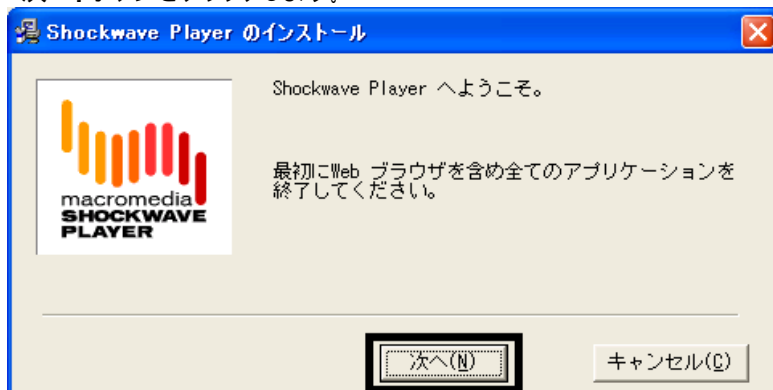 Shockwave Player のインストール
Shockwave Player へようこそ。
最初にWeb ブラウザを含め全てのアプリケーションを
終了してください。
macromedia
SHOCKWAVE
PLAYER
次へ(N)
キャンセル(C)